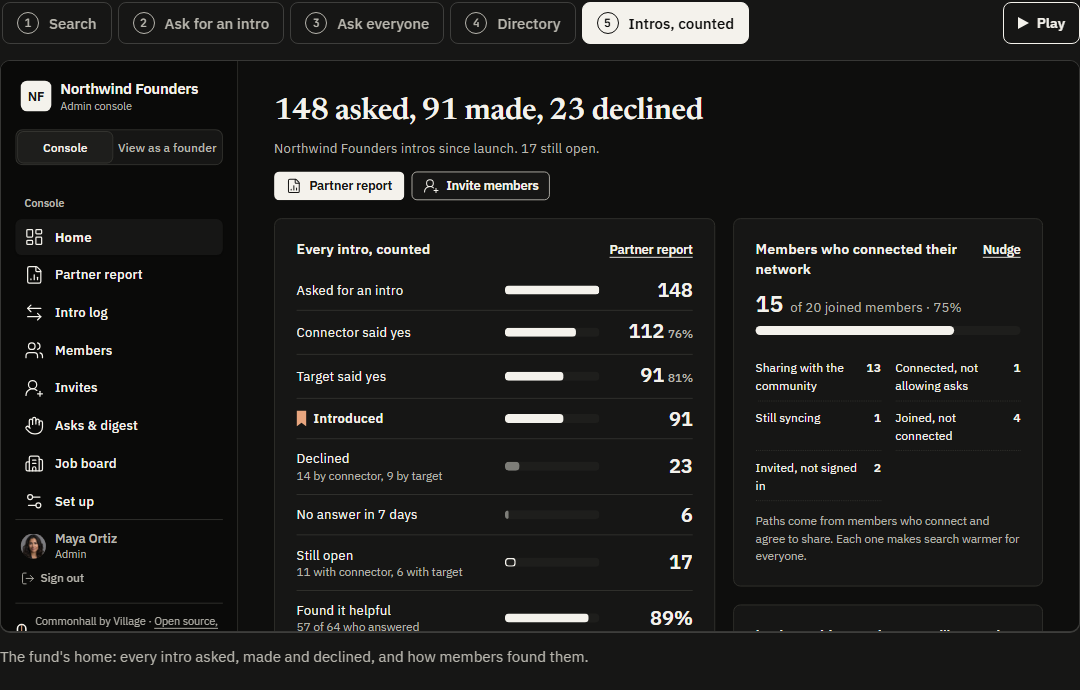 1 Search
2 Ask for an intro
3 Ask everyone
4 Directory
5 Intros, counted
Play
NF
Northwind Founders
Admin console
Console
View as a founder
Console
Home
Partner report
Intro log
Members
Invites
Asks & digest
Job board
Set up
Maya Ortiz
Admin
Sign out
Commonhall by Village · Open source,
148 asked, 91 made, 23 declined
Northwind Founders intros since launch. 17 still open.
Partner report
Invite members
Every intro, counted
Partner report
Asked for an intro 148
Connector said yes 112 76%
Target said yes 91 81%
Introduced 91
Declined 23
14 by connector, 9 by target
No answer in 7 days 6
Still open 17
11 with connector, 6 with target
Found it helpful 89%
57 of 64 who answered
Members who connected their
network
Nudge
15 of 20 joined members · 75%
Sharing with the
community 13
Connected, not
allowing asks 1
Still syncing 1
Joined, not
connected 4
Invited, not signed
in 2
Paths come from members who connect and
agree to share. Each one makes search warmer for
everyone.
The fund's home: every intro asked, made and declined, and how members found them.